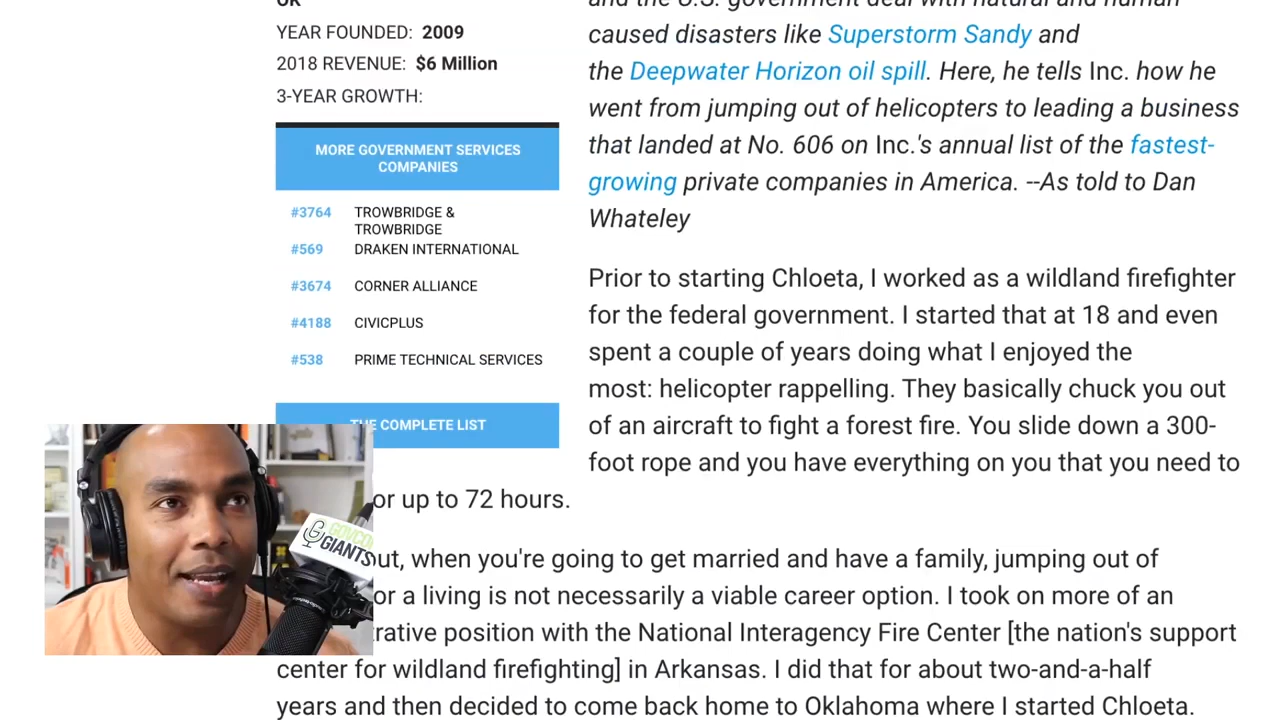 OK
YEAR FOUNDED: 2009
2018 REVENUE: $6 Million
3-YEAR GROWTH:
MORE GOVERNMENT SERVICES
COMPANIES
#3764 TROWBRIDGE &
TROWBRIDGE
#569 DRAKEN INTERNATIONAL
#3674 CORNER ALLIANCE
#4188 CIVICPLUS
#538 PRIME TECHNICAL SERVICES
THE COMPLETE LIST
and the U.S. government deal with natural and human-
caused disasters like Superstorm Sandy and
the Deepwater Horizon oil spill. Here, he tells Inc. how he
went from jumping out of helicopters to leading a business
that landed at No. 606 on Inc.'s annual list of the fastest-
growing private companies in America. --As told to Dan
Whateley
Prior to starting Chloeta, I worked as a wildland firefighter
for the federal government. I started that at 18 and even
spent a couple of years doing what I enjoyed the
most: helicopter rappelling. They basically chuck you out
of an aircraft to fight a forest fire. You slide down a 300-
foot rope and you have everything on you that you need to
or up to 72 hours.
ut, when you're going to get married and have a family, jumping out of
or a living is not necessarily a viable career option. I took on more of an
trative position with the National Interagency Fire Center [the nation's support
center for wildland firefighting] in Arkansas. I did that for about two-and-a-half
years and then decided to come back home to Oklahoma where I started Chloeta.
GOVCO
GIANTS